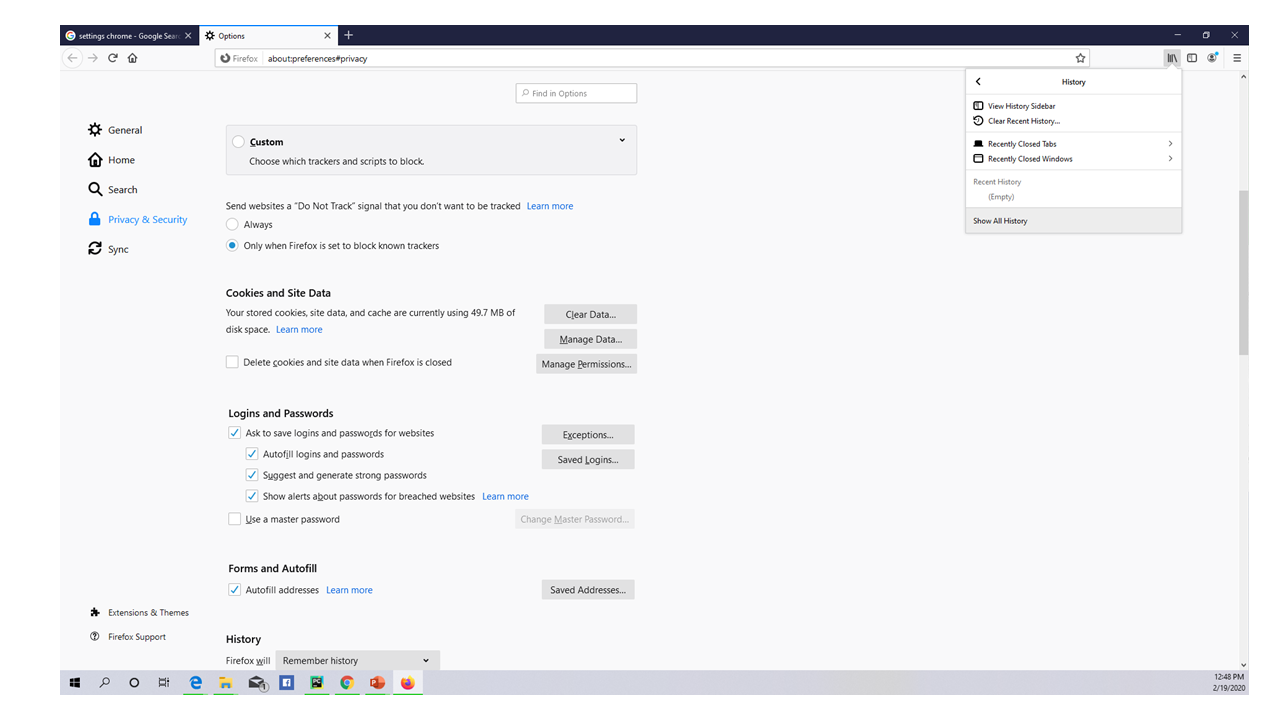 settings chrome - Google Sear
Options
Firefox about:preferences#privacy
Find in Options
General
Home
Search
Privacy & Security
Sync
Custom
Choose which trackers and scripts to block.
Send websites a “Do Not Track” signal that you don’t want to be tracked Learn more
Always
Only when Firefox is set to block known trackers
Cookies and Site Data
Your stored cookies, site data, and cache are currently using 49.7 MB of
disk space. Learn more
Clear Data...
Manage Data...
Delete cookies and site data when Firefox is closed
Manage Permissions...
Logins and Passwords
Ask to save logins and passwords for websites
Exceptions...
Autofill logins and passwords
Saved Logins...
Suggest and generate strong passwords
Show alerts about passwords for breached websites Learn more
Use a master password
Change Master Password...
Forms and Autofill
Autofill addresses Learn more
Saved Addresses...
History
Firefox will Remember history
Extensions & Themes
Firefox Support
History
View History Sidebar
Clear Recent History...
Recently Closed Tabs
Recently Closed Windows
Recent History
(Empty)
Show All History
12:48 PM
2/19/2020